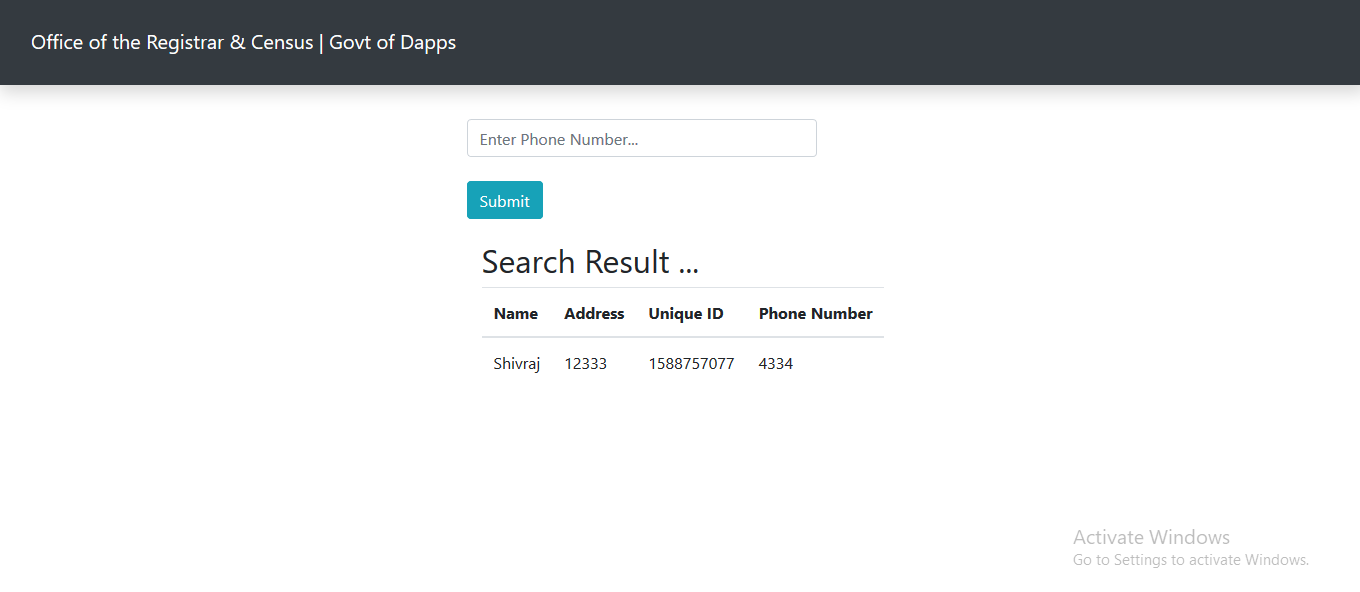 Office of the Registrar & Census | Govt of Dapps
Enter Phone Number...
Submit
Search Result ...
Name Address Unique ID Phone Number
Shivraj 12333 1588757077 4334
Activate Windows
Go to Settings to activate Windows.